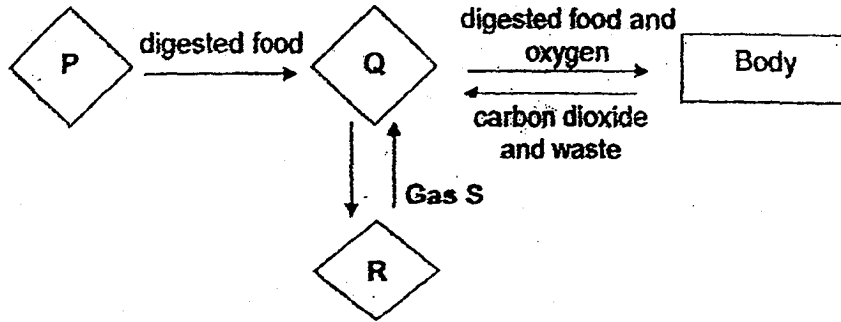 P
digested food
Q
digested food and
oxygen
Body
carbon dioxide
and waste
Gas S
R